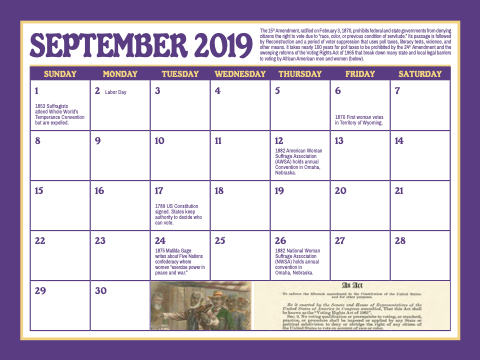 SEPTEMBER 2019
The 15th Amendment, ratified on February 3, 1870, prohibits federal and state governments from denying
citizens the right to vote due to "race, color, or previous condition of servitude." Its passage is followed
by Reconstruction and a period of voter suppression that uses poll taxes, literacy tests, violence, and
other means. It takes nearly 100 years for poll taxes to be prohibited by the 24th Amendment and the
sweeping reforms of the Voting Rights Act of 1965 that break down many state and local legal barriers
to voting by African American men and women (below).
SUNDAY MONDAY TUESDAY WEDNESDAY THURSDAY FRIDAY SATURDAY
1
1853 Suffragists
attend Whole World's
Temperance Convention
but are expelled.
2 Labor Day
3
4
5
6
1870 First woman votes
in Territory of Wyoming.
7
8
9
10
11
12
1882 American Woman
Suffrage Association
(AWSA) holds annual
Convention in Omaha,
Nebraska.
13
14
15
16
17
1789 US Constitution
signed. States keep
authority to decide who
can vote.
18
19
20
21
22
23
24
1875 Matilda Gage
writes about Five Nations
confederacy where
women "exercise power in
peace and war."
25
26
1882 National Woman
Suffrage Association
(NWSA) holds annual
convention in
Omaha, Nebraska.
27
28
29
30
An Act
To enforce the fifteenth amendment to the Constitution of the United States,
and for other purposes.
Be it enacted by the Senate and House of Representatives of the
United States of America in Congress assembled, That this Act shall
be known as the "Voting Rights Act of 1965".
Sec. 2. No voting qualification or prerequisite to voting, or standard,
practice, or procedure shall be imposed or applied by any State or
political subdivision to deny or abridge the right of any citizen of
the United States to vote on account of race or color.